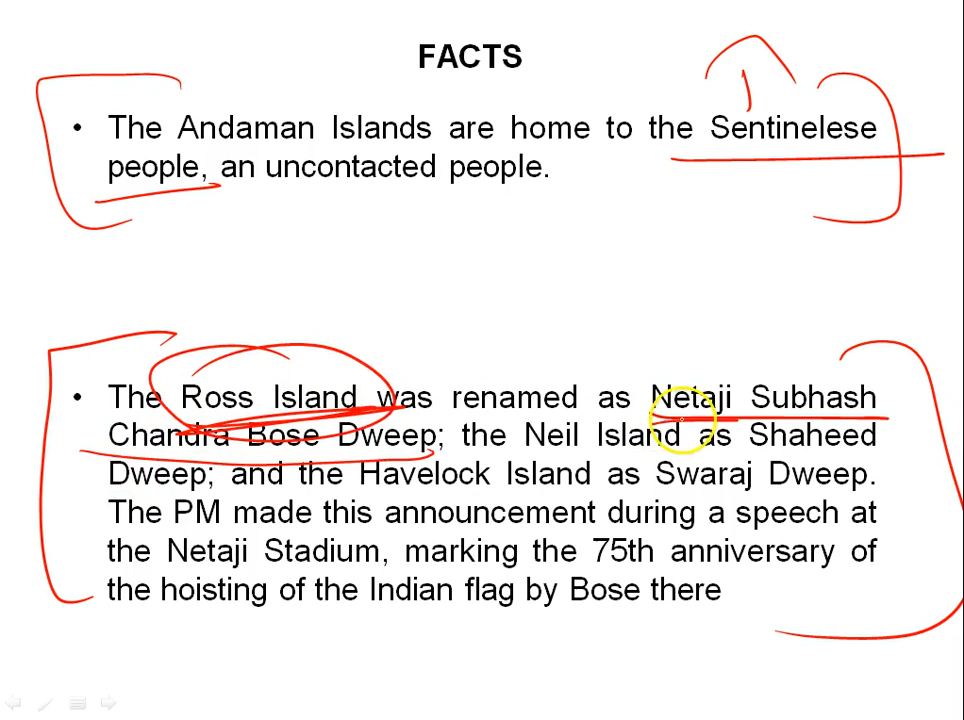 FACTS
• The Andaman Islands are home to the Sentinelese
people, an uncontacted people.
• The Ross Island was renamed as Netaji Subhash
Chandra Bose Dweep; the Neil Island as Shaheed
Dweep; and the Havelock Island as Swaraj Dweep.
The PM made this announcement during a speech at
the Netaji Stadium, marking the 75th anniversary of
the hoisting of the Indian flag by Bose there